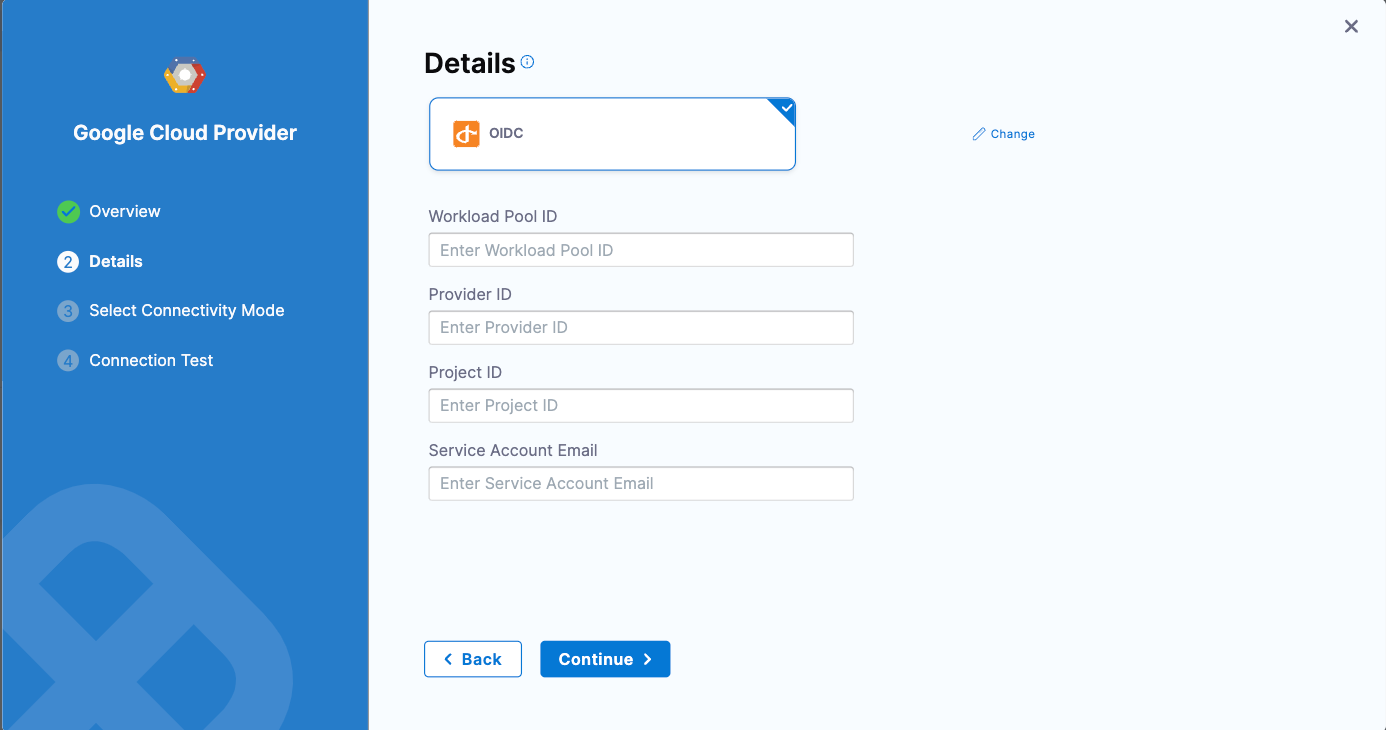 Google Cloud Provider
Overview
2 Details
3 Select Connectivity Mode
4 Connection Test
Details
OIDC
Change
Workload Pool ID
Enter Workload Pool ID
Provider ID
Enter Provider ID
Project ID
Enter Project ID
Service Account Email
Enter Service Account Email
Back
Continue